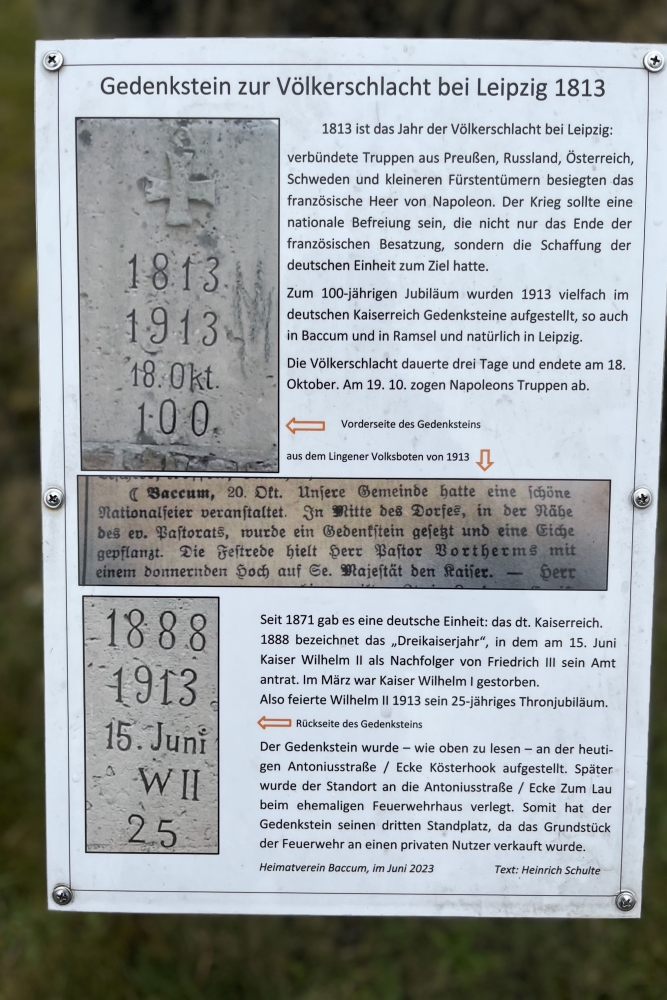 Gedenkstein zur Völkerschlacht bei Leipzig 1813
1813
1913
18. Okt.
100
1813 ist das Jahr der Völkerschlacht bei Leipzig:
verbündete Truppen aus Preußen, Russland, Österreich,
Schweden und kleineren Fürstentümern besiegten das
französische Heer von Napoleon. Der Krieg sollte eine
nationale Befreiung sein, die nicht nur das Ende der
französischen Besatzung, sondern die Schaffung der
deutschen Einheit zum Ziel hatte.
Zum 100-jährigen Jubiläum wurden 1913 vielfach im
deutschen Kaiserreich Gedenksteine aufgestellt, so auch
in Baccum und in Ramsel und natürlich in Leipzig.
Die Völkerschlacht dauerte drei Tage und endete am 18.
Oktober. Am 19. 10. zogen Napoleons Truppen ab.
Vorderseite des Gedenksteins
aus dem Lingener Volksboten von 1913
Baccum, 20. Okt. Unsere Gemeinde hatte eine schöne
Nationalfeier veranstaltet. In Mitte des Dorfes, in der Nähe
des ev. Pastorats, wurde ein Gedenkstein gesetzt und eine Eiche
gepflanzt. Die Festrede hielt Herr Pastor Vortherms mit
einem donnernden Hoch auf Se. Majestät den Kaiser. — Herr
1888
1913
15. Juni
W II
25
Seit 1871 gab es eine deutsche Einheit: das dt. Kaiserreich.
1888 bezeichnet das „Dreikaiserjahr“, in dem am 15. Juni
Kaiser Wilhelm II als Nachfolger von Friedrich III sein Amt
antrat. Im März war Kaiser Wilhelm I gestorben.
Also feierte Wilhelm II 1913 sein 25-jähriges Thronjubiläum.
Rückseite des Gedenksteins
Der Gedenkstein wurde – wie oben zu lesen – an der heuti-
gen Antoniusstraße / Ecke Kösterhook aufgestellt. Später
wurde der Standort an die Antoniusstraße / Ecke Zum Lau
beim ehemaligen Feuerwehrhaus verlegt. Somit hat der
Gedenkstein seinen dritten Standplatz, da das Grundstück
der Feuerwehr an einen privaten Nutzer verkauft wurde.
Heimatverein Baccum, im Juni 2023 Text: Heinrich Schulte